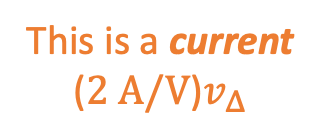 This is a current
(2 A/V)v_Δ